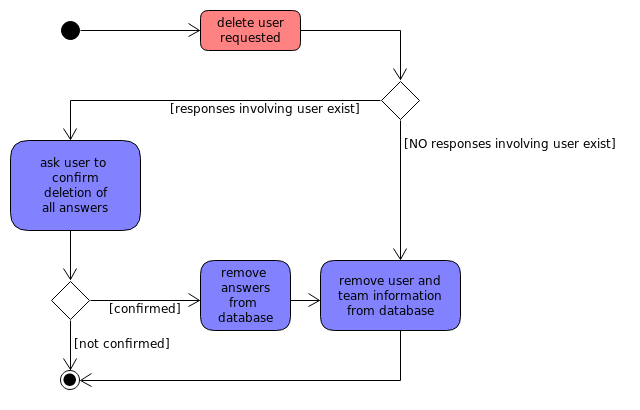 delete user
requested
[responses involving user exist]
[NO responses involving user exist]
ask user to
confirm
deletion of
all answers
[confirmed]
remove
answers
from
database
remove user and
team information
from database
[not confirmed]